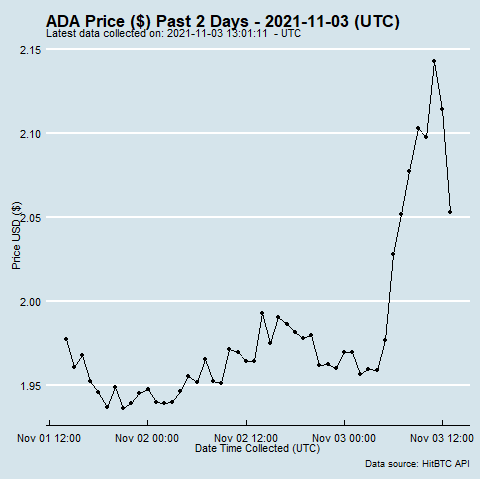 ADA Price ($) Past 2 Days - 2021-11-03 (UTC)
Latest data collected on: 2021-11-03 13:01:11 - UTC
2.15
2.10
2.05
2.00
1.95
Price USD ($)
Nov 01 12:00 Nov 02 00:00 Nov 02 12:00 Nov 03 00:00 Nov 03 12:00
Date Time Collected (UTC)
Data source: HitBTC API